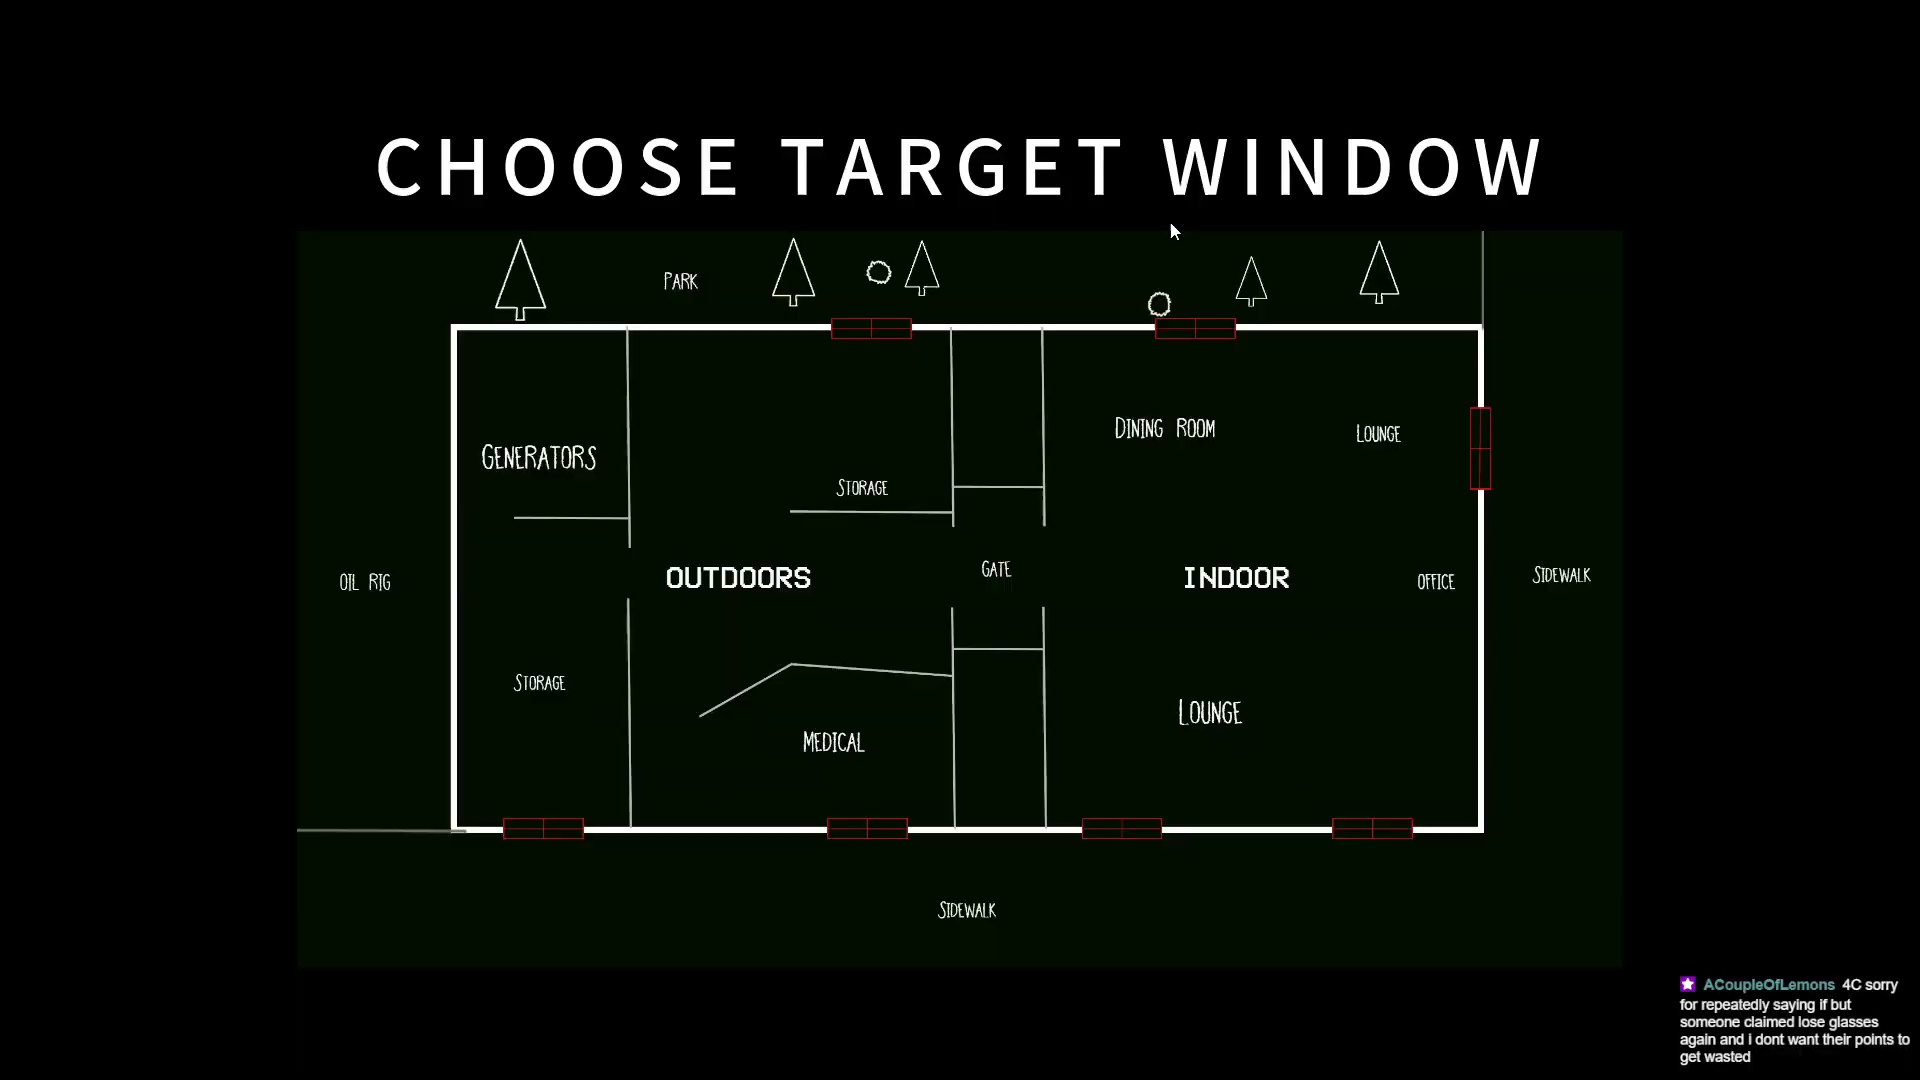 CHOOSE TARGET WINDOW
PARK
DINING ROOM
LOUNGE
GENERATORS
STORAGE
GATE
OUTDOORS
INDOOR
OIL RIG
OFFICE
SIDEWALK
STORAGE
LOUNGE
MEDICAL
SIDEWALK
ACoupleOfLemons 4C sorry
for repeatedly saying if but
someone claimed lose glasses
again and i dont want their points to
get wasted